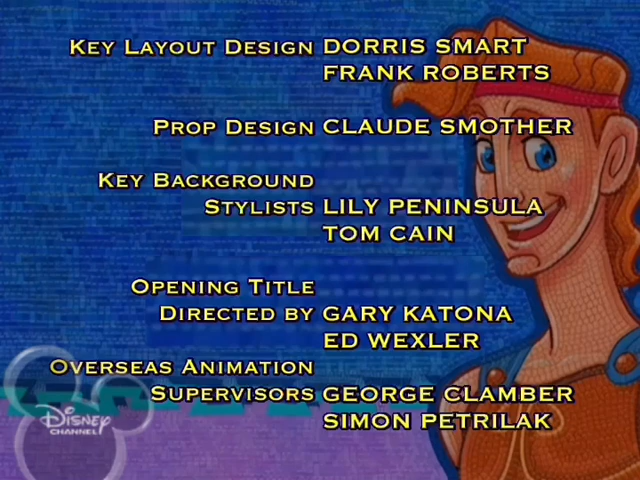 Key Layout Design DORRIS SMART
FRANK ROBERTS
Prop Design CLAUDE SMOTHER
Key Background
Stylists LILY PENINSULA
TOM CAIN
Opening Title
Directed by GARY KATONA
ED WEXLER
Overseas Animation
Supervisors GEORGE CLAMBER
SIMON PETRILAK
Disney
CHANNEL